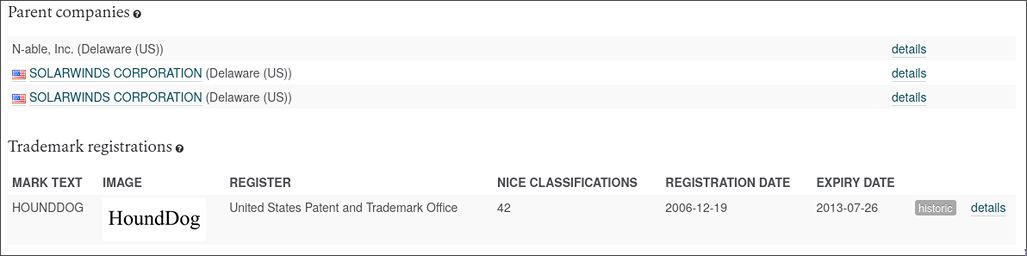 Parent companies ?
N-able, Inc. (Delaware (US)) details
SOLARWINDS CORPORATION (Delaware (US)) details
SOLARWINDS CORPORATION (Delaware (US)) details
Trademark registrations ?
MARK TEXT IMAGE REGISTER NICE CLASSIFICATIONS REGISTRATION DATE EXPIRY DATE
HOUNDDOG HoundDog United States Patent and Trademark Office 42 2006-12-19 2013-07-26 historic details